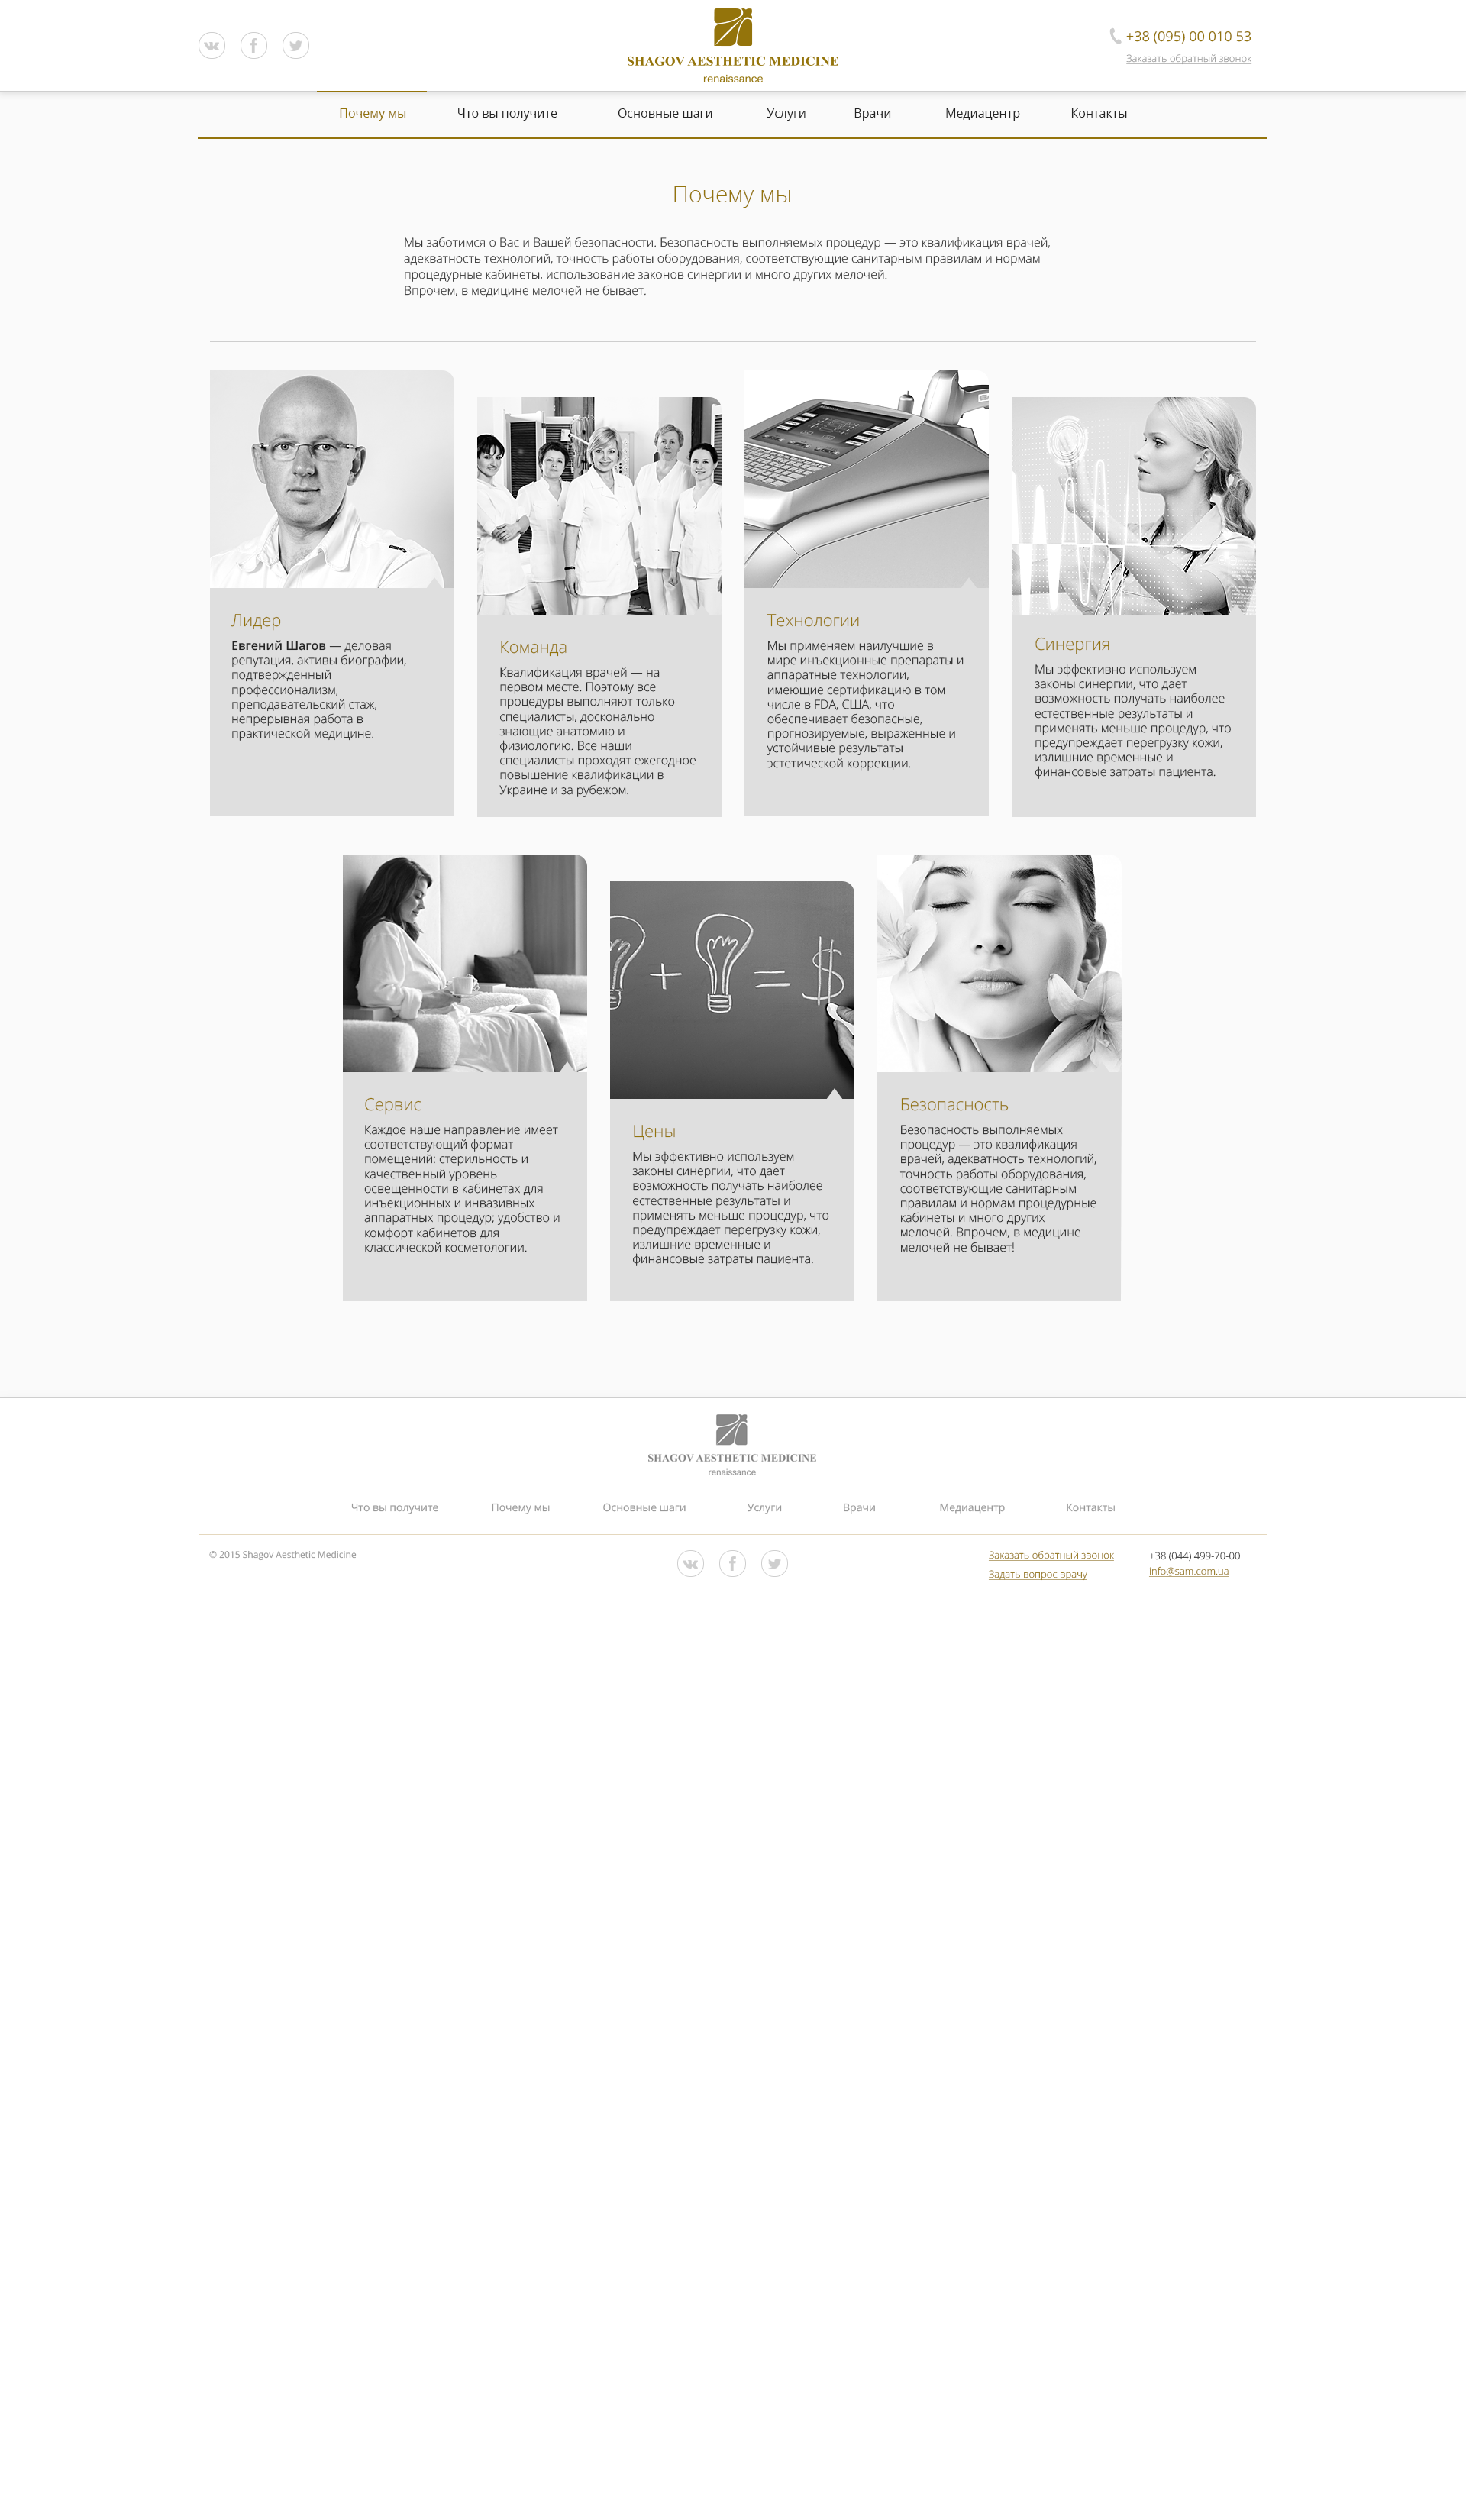 SHAGOV AESTHETIC MEDICINE
renaissance
+38 (095) 00 010 53
Заказать обратный звонок
Почему мы Что вы получите Основные шаги Услуги Врачи Медиацентр Контакты
Почему мы
Мы заботимся о Вас и Вашей безопасности. Безопасность выполняемых процедур — это квалификация врачей,
адекватность технологий, точность работы оборудования, соответствующие санитарным правилам и нормам
процедурные кабинеты, использование законов синергии и много других мелочей.
Впрочем, в медицине мелочей не бывает.
Лидер
Евгений Шагов — деловая
репутация, активы биографии,
подтвержденный
профессионализм,
преподавательский стаж,
непрерывная работа в
практической медицине.
Команда
Квалификация врачей — на
первом месте. Поэтому все
процедуры выполняют только
специалисты, досконально
знающие анатомию и
физиологию. Все наши
специалисты проходят ежегодное
повышение квалификации в
Украине и за рубежом.
Технологии
Мы применяем наилучшие в
мире инъекционные препараты и
аппаратные технологии,
имеющие сертификацию в том
числе в FDA, США, что
обеспечивает безопасные,
прогнозируемые, выраженные и
устойчивые результаты
эстетической коррекции.
Синергия
Мы эффективно используем
законы синергии, что дает
возможность получать наиболее
естественные результаты и
применять меньше процедур, что
предупреждает перегрузку кожи,
излишние временные и
финансовые затраты пациента.
Сервис
Каждое наше направление имеет
соответствующий формат
помещений: стерильность и
качественный уровень
освещенности в кабинетах для
инъекционных и инвазивных
аппаратных процедур; удобство и
комфорт кабинетов для
классической косметологии.
+ = $
Цены
Мы эффективно используем
законы синергии, что дает
возможность получать наиболее
естественные результаты и
применять меньше процедур, что
предупреждает перегрузку кожи,
излишние временные и
финансовые затраты пациента.
Безопасность
Безопасность выполняемых
процедур — это квалификация
врачей, адекватность технологий,
точность работы оборудования,
соответствующие санитарным
правилам и нормам процедурные
кабинеты и много других
мелочей. Впрочем, в медицине
мелочей не бывает!
SHAGOV AESTHETIC MEDICINE
renaissance
Что вы получите Почему мы Основные шаги Услуги Врачи Медиацентр Контакты
© 2015 Shagov Aesthetic Medicine
Заказать обратный звонок
Задать вопрос врачу
+38 (044) 499-70-00
info@sam.com.ua